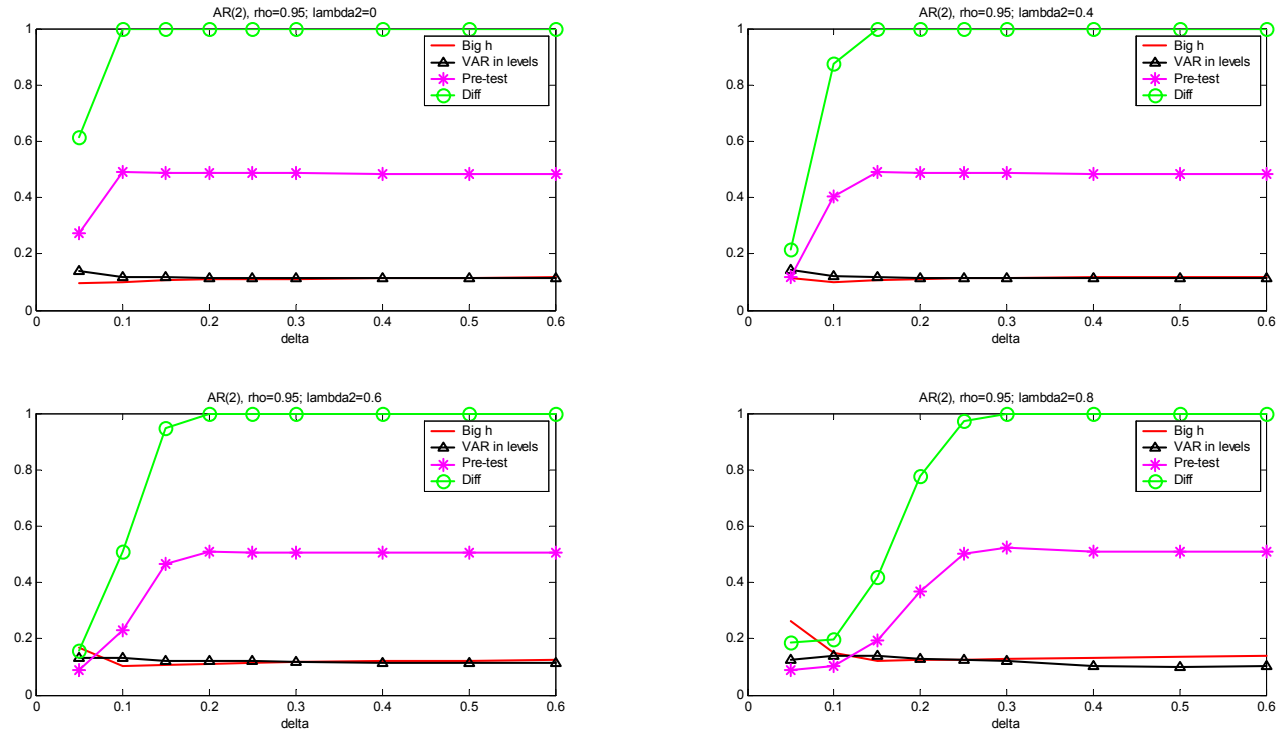 AR(2), rho=0.95; lambda2=0
1
0.8
0.6
0.4
0.2
0
0 0.1 0.2 0.3 0.4 0.5 0.6
delta
Big h
VAR in levels
Pre-test
Diff
AR(2), rho=0.95; lambda2=0.4
1
0.8
0.6
0.4
0.2
0
0 0.1 0.2 0.3 0.4 0.5 0.6
delta
Big h
VAR in levels
Pre-test
Diff
AR(2), rho=0.95; lambda2=0.6
1
0.8
0.6
0.4
0.2
0
0 0.1 0.2 0.3 0.4 0.5 0.6
delta
Big h
VAR in levels
Pre-test
Diff
AR(2), rho=0.95; lambda2=0.8
1
0.8
0.6
0.4
0.2
0
0 0.1 0.2 0.3 0.4 0.5 0.6
delta
Big h
VAR in levels
Pre-test
Diff